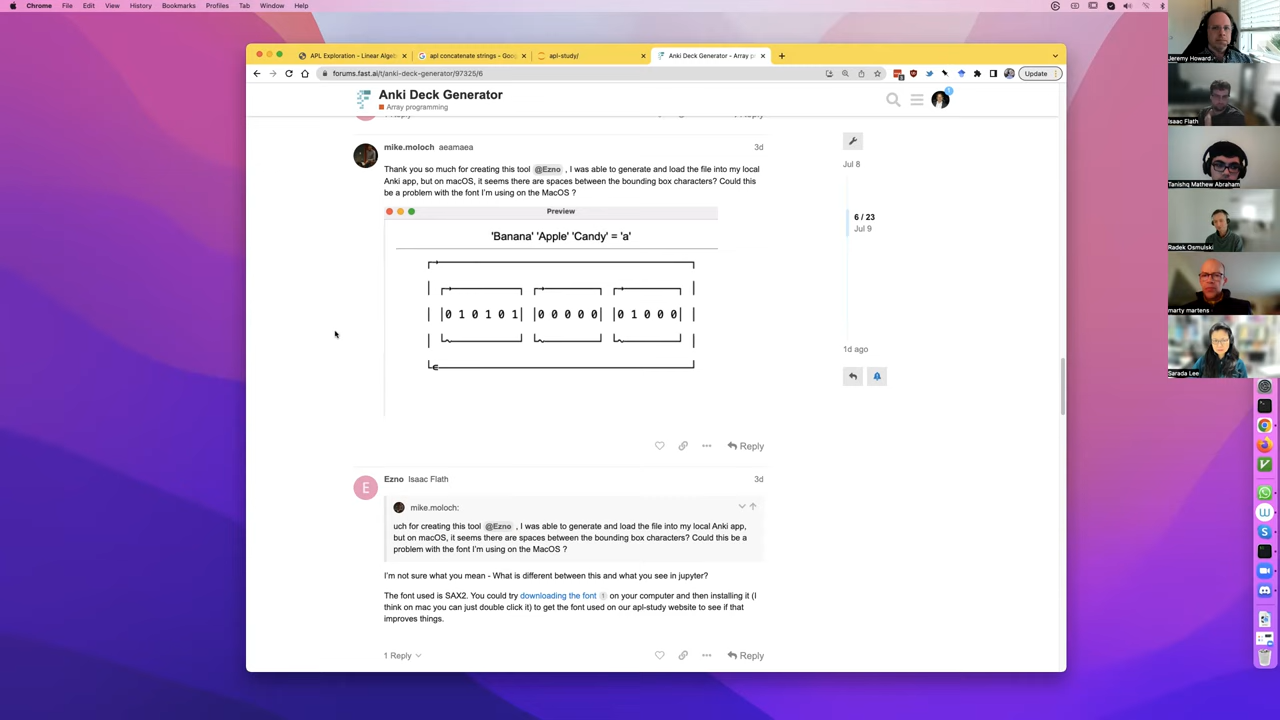 Chrome File Edit View History Bookmarks Profiles Tab Window Help
APL Exploration - Linear Algeb
apl concatenate strings - Goog
apl-study/
Anki Deck Generator - Array p
forums.fast.ai/t/anki-deck-generator/97325/6
Update
Anki Deck Generator
Array programming
1
mike.moloch aeamaea
3d
Thank you so much for creating this tool @Ezno , I was able to generate and load the file into my local
Anki app, but on macOS, it seems there are spaces between the bounding box characters? Could this
be a problem with the font I'm using on the MacOS ?
Preview
'Banana' 'Apple' 'Candy' = 'a'
0 1 0 1 0 1 0 0 0 0 0 0 1 0 0 0
Jul 8
6 / 23
Jul 9
1d ago
Reply
Ezno Isaac Flath
3d
E
mike.moloch:
uch for creating this tool @Ezno , I was able to generate and load the file into my local Anki app,
but on macOS, it seems there are spaces between the bounding box characters? Could this be a
problem with the font I'm using on the MacOS ?
I'm not sure what you mean - What is different between this and what you see in jupyter?
The font used is SAX2. You could try downloading the font 1 on your computer and then installing it (I
think on mac you can just double click it) to get the font used on our apl-study website to see if that
improves things.
1 Reply
Reply
Jeremy Howard
Isaac Flath
Tanishq Mathew Abraham
Radek Osmulski
marty martens
Sarada Lee